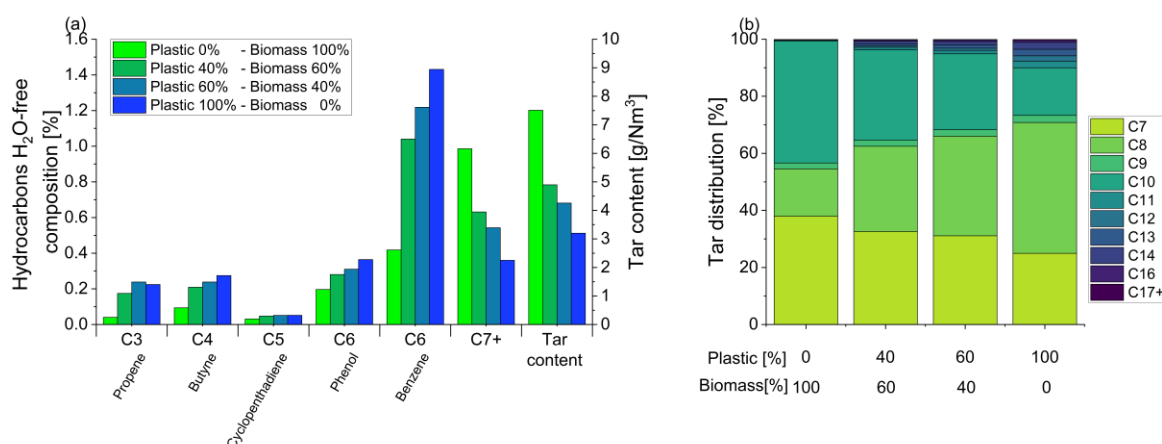 (a)
Hydrocarbons H₂O-free
composition [%]
1.6
1.4
1.2
1.0
0.8
0.6
0.4
0.2
0.0
Plastic 0% - Biomass 100%
Plastic 40% - Biomass 60%
Plastic 60% - Biomass 40%
Plastic 100% - Biomass 0%
10
9
8
7
6
5
4
3
2
1
0
Tar content [g/Nm³]
C3
C4
C5
C6
C6
C7+
Tar
content
Propene
Butyne
Cyclopenthadiene
Phenol
Benzene
(b)
Tar distribution [%]
100
80
60
40
20
0
Plastic [%] 0 40 60 100
Biomass[%] 100 60 40 0
C7
C8
C9
C10
C11
C12
C13
C14
C16
C17+